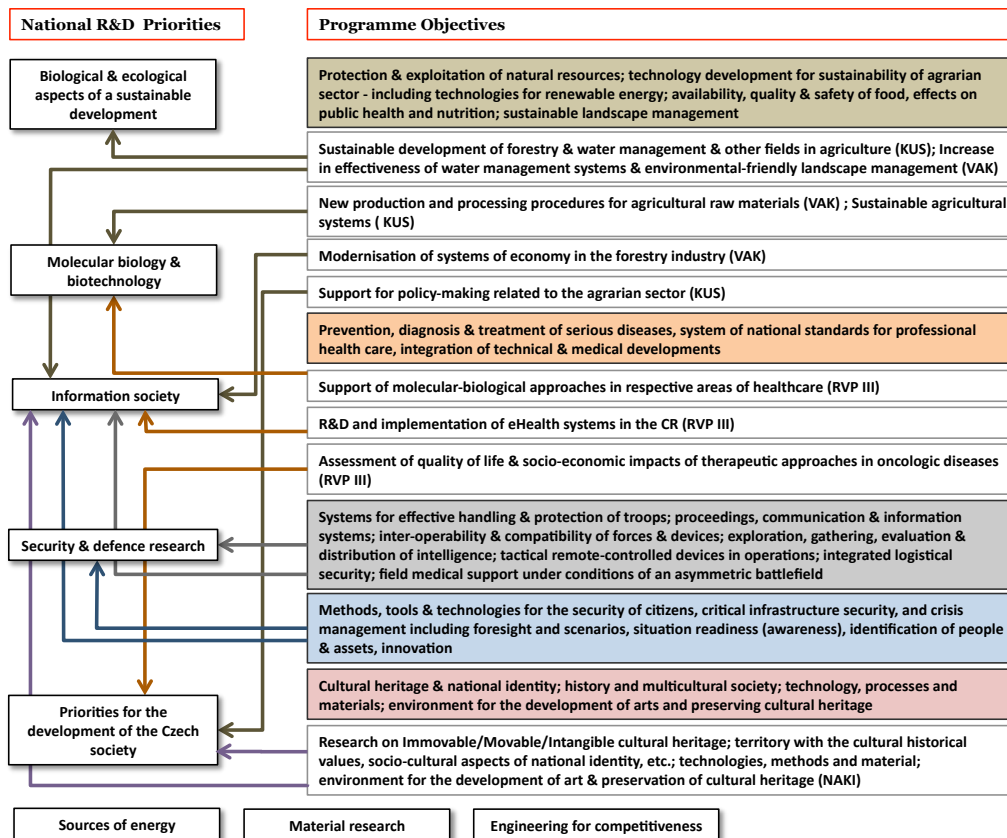 National R&D Priorities
Programme Objectives
Biological & ecological
aspects of a sustainable
development
Protection & exploitation of natural resources; technology development for sustainability of agrarian
sector - including technologies for renewable energy; availability, quality & safety of food, effects on
public health and nutrition; sustainable landscape management
Sustainable development of forestry & water management & other fields in agriculture (KUS); Increase
in effectiveness of water management systems & environmental-friendly landscape management (VAK)
New production and processing procedures for agricultural raw materials (VAK) ; Sustainable agricultural
systems ( KUS)
Molecular biology &
biotechnology
Modernisation of systems of economy in the forestry industry (VAK)
Support for policy-making related to the agrarian sector (KUS)
Prevention, diagnosis & treatment of serious diseases, system of national standards for professional
health care, integration of technical & medical developments
Information society
Support of molecular-biological approaches in respective areas of healthcare (RVP III)
R&D and implementation of eHealth systems in the CR (RVP III)
Assessment of quality of life & socio-economic impacts of therapeutic approaches in oncologic diseases
(RVP III)
Security & defence research
Systems for effective handling & protection of troops; proceedings, communication & information
systems; inter-operability & compatibility of forces & devices; exploration, gathering, evaluation &
distribution of intelligence; tactical remote-controlled devices in operations; integrated logistical
security; field medical support under conditions of an asymmetric battlefield
Methods, tools & technologies for the security of citizens, critical infrastructure security, and crisis
management including foresight and scenarios, situation readiness (awareness), identification of people
& assets, innovation
Cultural heritage & national identity; history and multicultural society; technology, processes and
materials; environment for the development of arts and preserving cultural heritage
Priorities for the
development of the Czech
society
Research on Immovable/Movable/Intangible cultural heritage; territory with the cultural historical
values, socio-cultural aspects of national identity, etc.; technologies, methods and material;
environment for the development of art & preservation of cultural heritage (NAKI)
Sources of energy
Material research
Engineering for competitiveness